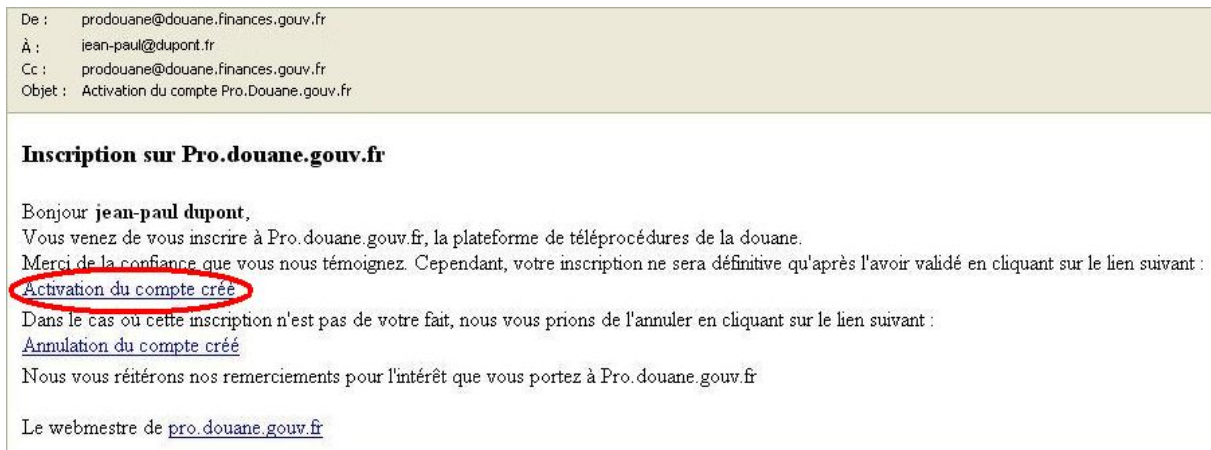 De : prodouane@douane.finances.gouv.fr
À : jean-paul@dupont.fr
Cc : prodouane@douane.finances.gouv.fr
Objet : Activation du compte Pro.Douane.gouv.fr
Inscription sur Pro.douane.gouv.fr
Bonjour jean-paul dupont,
Vous venez de vous inscrire à Pro.douane.gouv.fr, la plateforme de téléprocédures de la douane.
Merci de la confiance que vous nous témoignez. Cependant, votre inscription ne sera définitive qu'après l'avoir validé en cliquant sur le lien suivant :
Activation du compte créé
Dans le cas où cette inscription n'est pas de votre fait, nous vous prions de l'annuler en cliquant sur le lien suivant :
Annulation du compte créé
Nous vous réitérons nos remerciements pour l'intérêt que vous portez à Pro.douane.gouv.fr
Le webmestre de pro.douane.gouv.fr